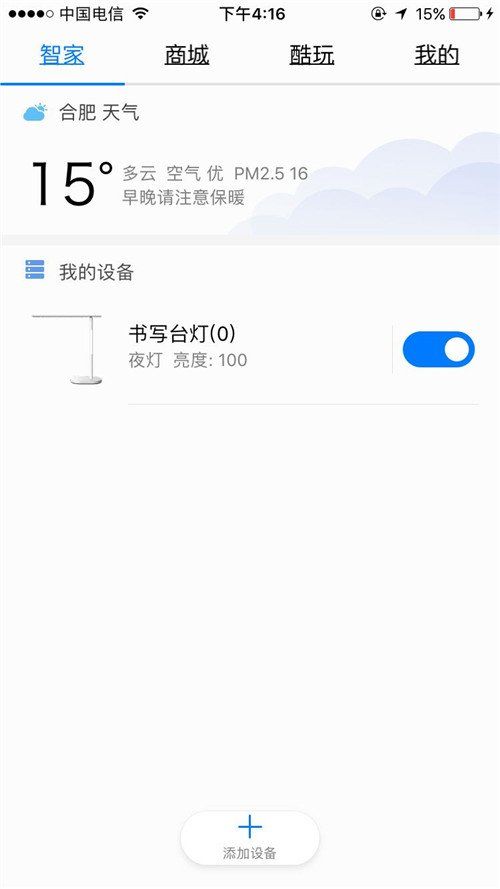 中国电信 下午4:16 15%
智家 商城 酷玩 我的
合肥 天气
15° 多云 空气 优 PM2.5 16
早晚请注意保暖
我的设备
书写台灯(0)
夜灯 亮度: 100
添加设备